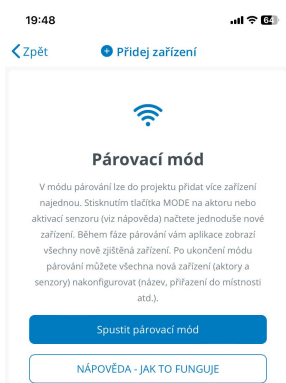 19:48
64
Zpět
Přidej zařízení
Párovací mód
V módu párování lze do projektu přidat více zařízení
najednou. Stisknutím tlačítka MODE na aktoru nebo
aktivací senzoru (viz nápověda) načtete jednoduše nové
zařízení. Během fáze párování vám aplikace zobrazí
všechny nově zjištěná zařízení. Po ukončení módu
párování můžete všechna nová zařízení (aktory a
senzory) nakonfigurovat (název, přiřazení do místnosti
atd.).
Spustit párovací mód
NÁPOVĚDA - JAK TO FUNGUJE